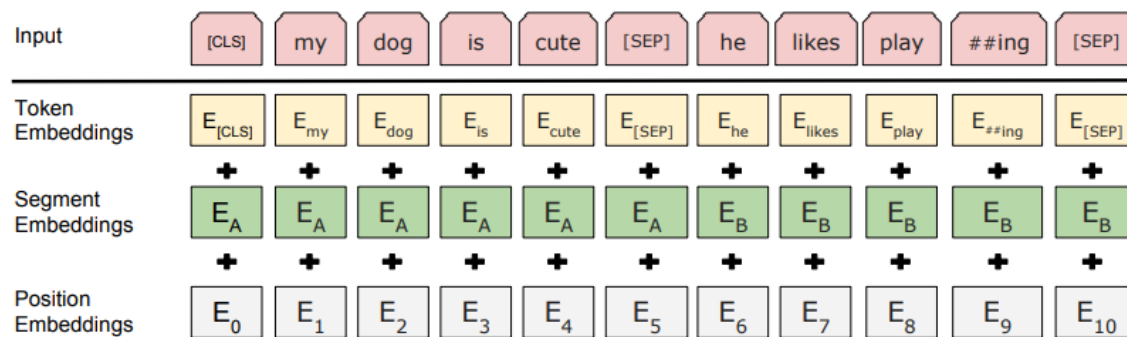 Input [CLS] my dog is cute [SEP] he likes play ##ing [SEP]
Token Embeddings E[CLS] Emy Edog Eis Ecute E[SEP] Ehe Elikes Eplay E##ing E[SEP]
+ + + + + + + + + + +
Segment Embeddings EA EA EA EA EA EA EB EB EB EB EB
+ + + + + + + + + + +
Position Embeddings E0 E1 E2 E3 E4 E5 E6 E7 E8 E9 E10